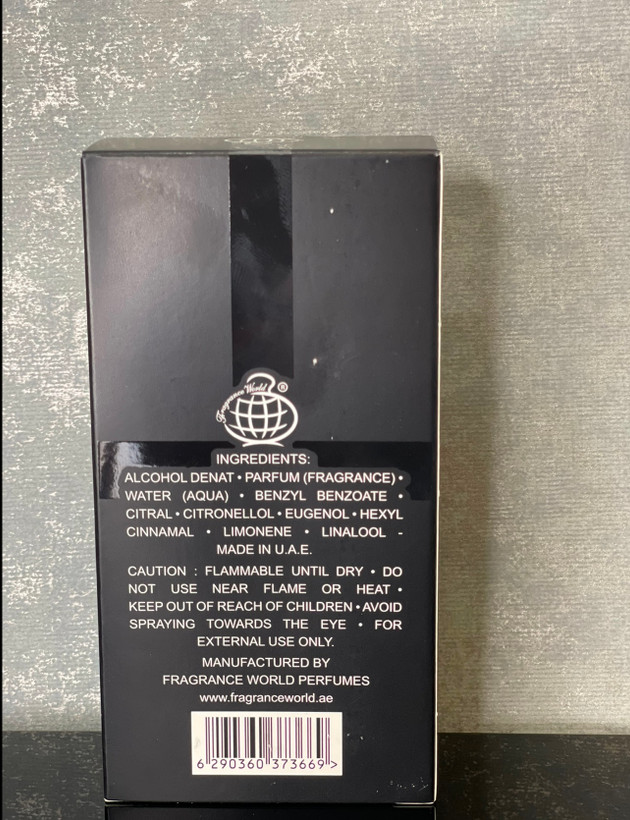 Fragrance World ®
INGREDIENTS:
ALCOHOL DENAT • PARFUM (FRAGRANCE) •
WATER (AQUA) • BENZYL BENZOATE •
CITRAL • CITRONELLOL • EUGENOL • HEXYL
CINNAMAL • LIMONENE • LINALOOL -
MADE IN U.A.E.
CAUTION : FLAMMABLE UNTIL DRY • DO
NOT USE NEAR FLAME OR HEAT •
KEEP OUT OF REACH OF CHILDREN • AVOID
SPRAYING TOWARDS THE EYE • FOR
EXTERNAL USE ONLY.
MANUFACTURED BY
FRAGRANCE WORLD PERFUMES
www.fragranceworld.ae
6 290360 373669 >